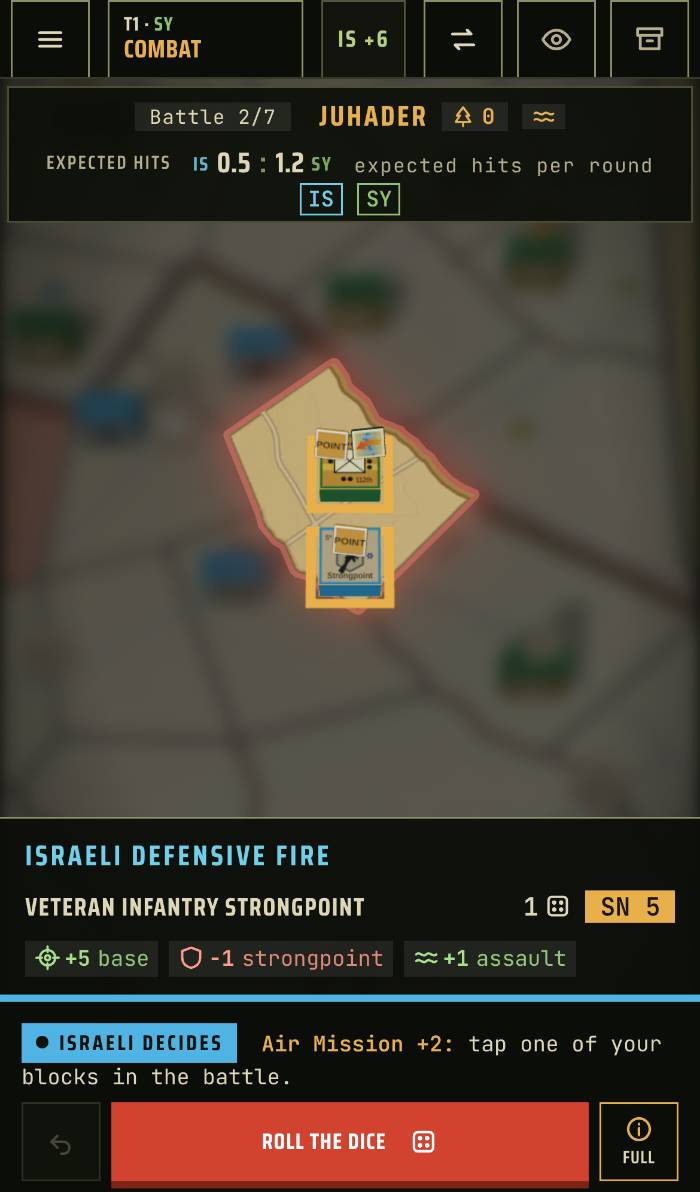 T1 · SY
COMBAT
IS +6
Battle 2/7 JUHADER 0
EXPECTED HITS IS 0.5 : 1.2 SY expected hits per round
IS SY
POINT
112th
POINT
Strongpoint
ISRAELI DEFENSIVE FIRE
VETERAN INFANTRY STRONGPOINT 1 SN 5
+5 base -1 strongpoint +1 assault
ISRAELI DECIDES Air Mission +2: tap one of your
blocks in the battle.
ROLL THE DICE
FULL